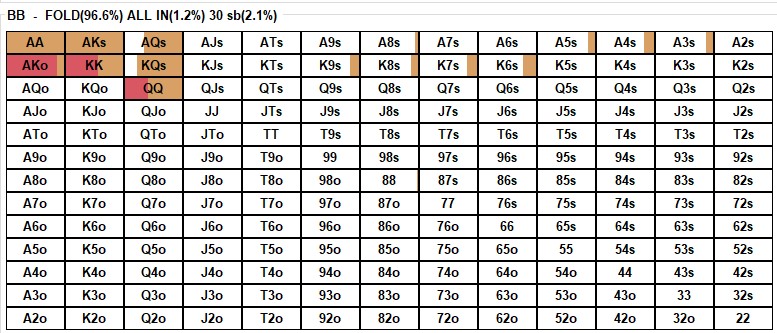 BB - FOLD(96.6%) ALL IN(1.2%) 30 sb(2.1%)
AA AKs AQs AJs ATs A9s A8s A7s A6s A5s A4s A3s A2s
AKo KK KQs KJs KTs K9s K8s K7s K6s K5s K4s K3s K2s
AQo KQo QQ QJs QTs Q9s Q8s Q7s Q6s Q5s Q4s Q3s Q2s
AJo KJo QJo JJ JTs J9s J8s J7s J6s J5s J4s J3s J2s
ATo KTo QTo JTo TT T9s T8s T7s T6s T5s T4s T3s T2s
A9o K9o Q9o J9o T9o 99 98s 97s 96s 95s 94s 93s 92s
A8o K8o Q8o J8o T8o 98o 88 87s 86s 85s 84s 83s 82s
A7o K7o Q7o J7o T7o 97o 87o 77 76s 75s 74s 73s 72s
A6o K6o Q6o J6o T6o 96o 86o 76o 66 65s 64s 63s 62s
A5o K5o Q5o J5o T5o 95o 85o 75o 65o 55 54s 53s 52s
A4o K4o Q4o J4o T4o 94o 84o 74o 64o 54o 44 43s 42s
A3o K3o Q3o J3o T3o 93o 83o 73o 63o 53o 43o 33 32s
A2o K2o Q2o J2o T2o 92o 82o 72o 62o 52o 42o 32o 22